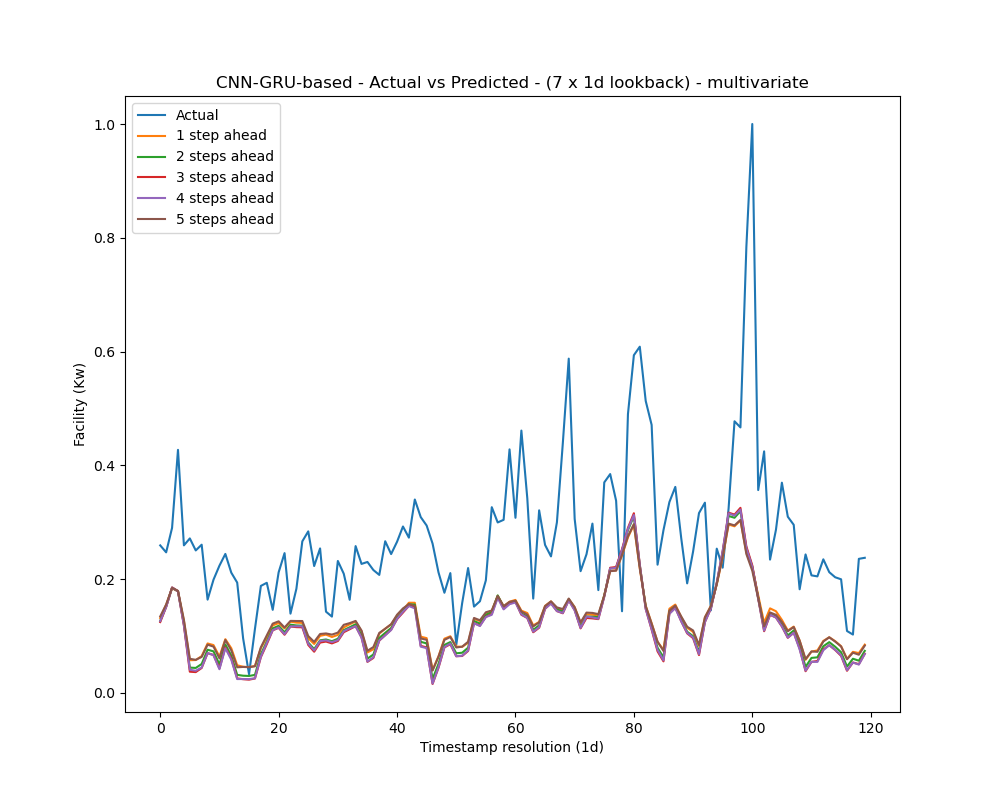 CNN-GRU-based - Actual vs Predicted - (7 x 1d lookback) - multivariate
Actual
1 step ahead
2 steps ahead
3 steps ahead
4 steps ahead
5 steps ahead
1.0
0.8
0.6
0.4
0.2
0.0
Facility (Kw)
0 20 40 60 80 100 120
Timestamp resolution (1d)